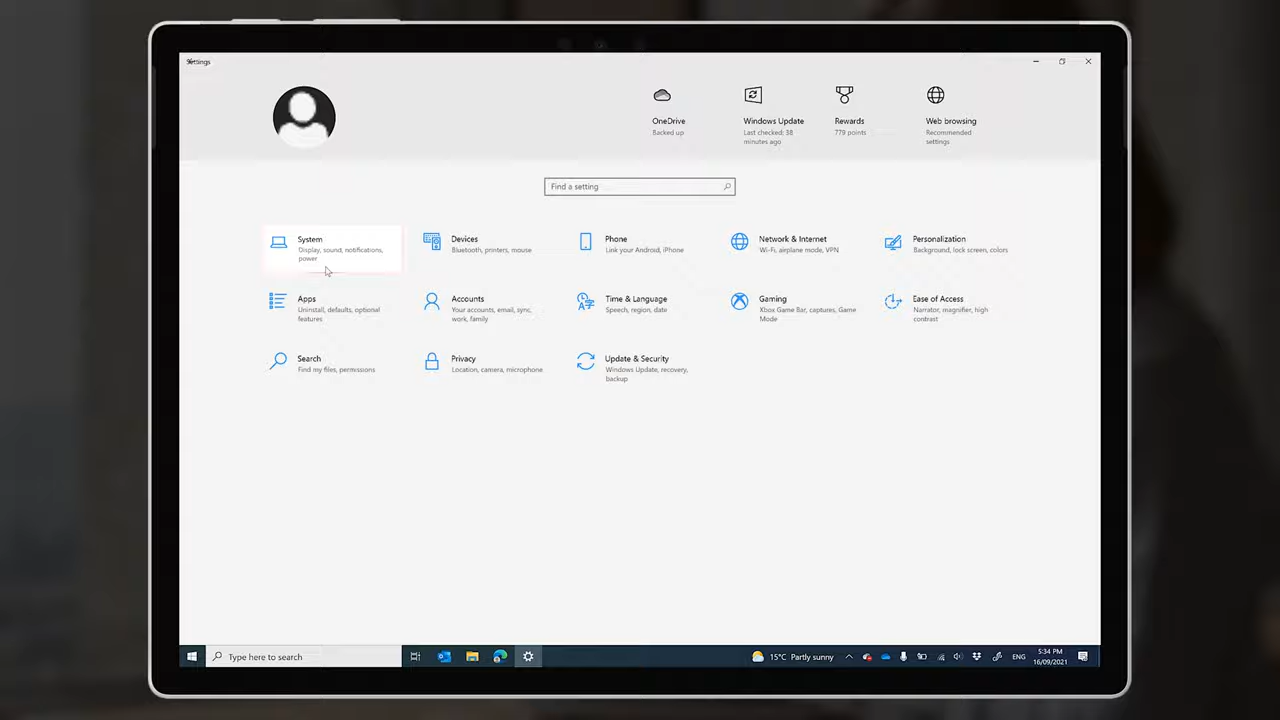 Settings
OneDrive
Backed up
Windows Update
Last checked: 38
minutes ago
Rewards
779 points
Web browsing
Recommended
settings
Find a setting
System
Display, sound, notifications,
power
Devices
Bluetooth, printers, mouse
Phone
Link your Android, iPhone
Network & Internet
Wi-Fi, airplane mode, VPN
Personalization
Background, lock screen, colors
Apps
Uninstall, defaults, optional
features
Accounts
Your accounts, email, sync,
work, family
Time & Language
Speech, region, date
Gaming
Xbox Game Bar, captures, Game
Mode
Ease of Access
Narrator, magnifier, high
contrast
Search
Find my files, permissions
Privacy
Location, camera, microphone
Update & Security
Windows Update, recovery,
backup
Type here to search
15°C Partly sunny
ENG
5:34 PM
16/09/2021